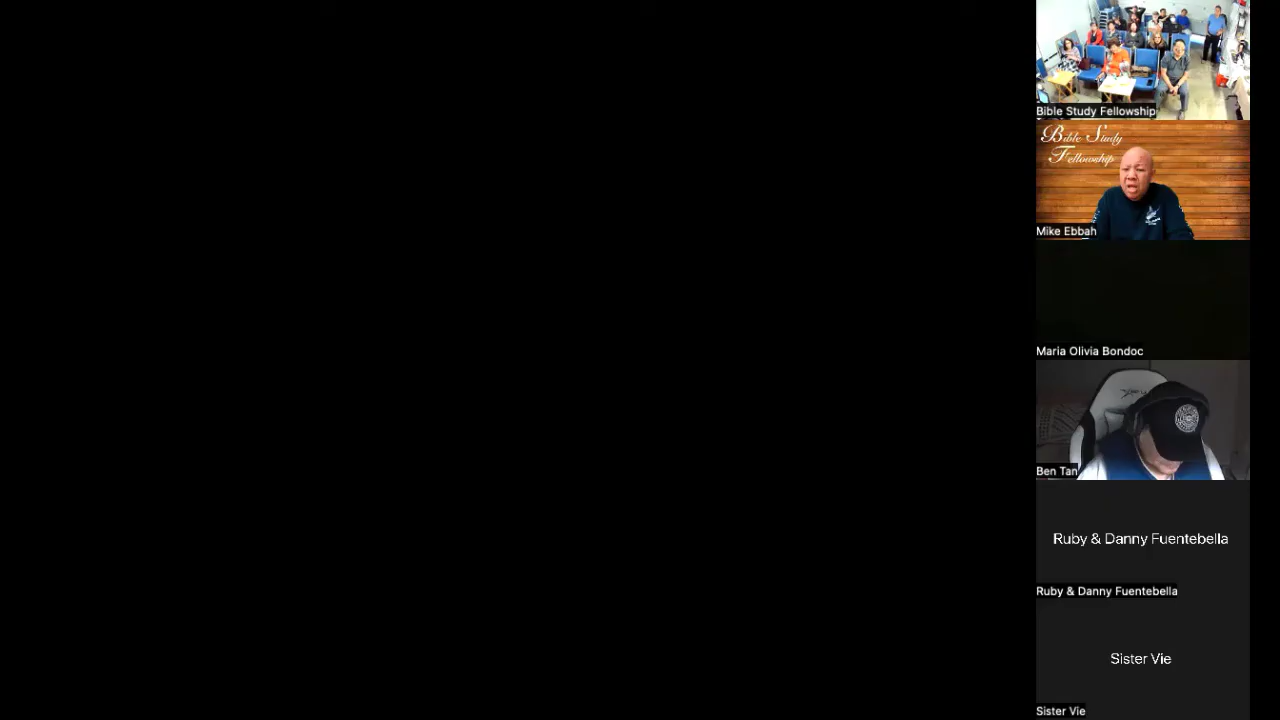 Bible Study Fellowship
Bible Study
Fellowship
Mike Ebbah
Maria Olivia Bondoc
Ben Tan
Ruby & Danny Fuentebella
Ruby & Danny Fuentebella
Sister Vie
Sister Vie